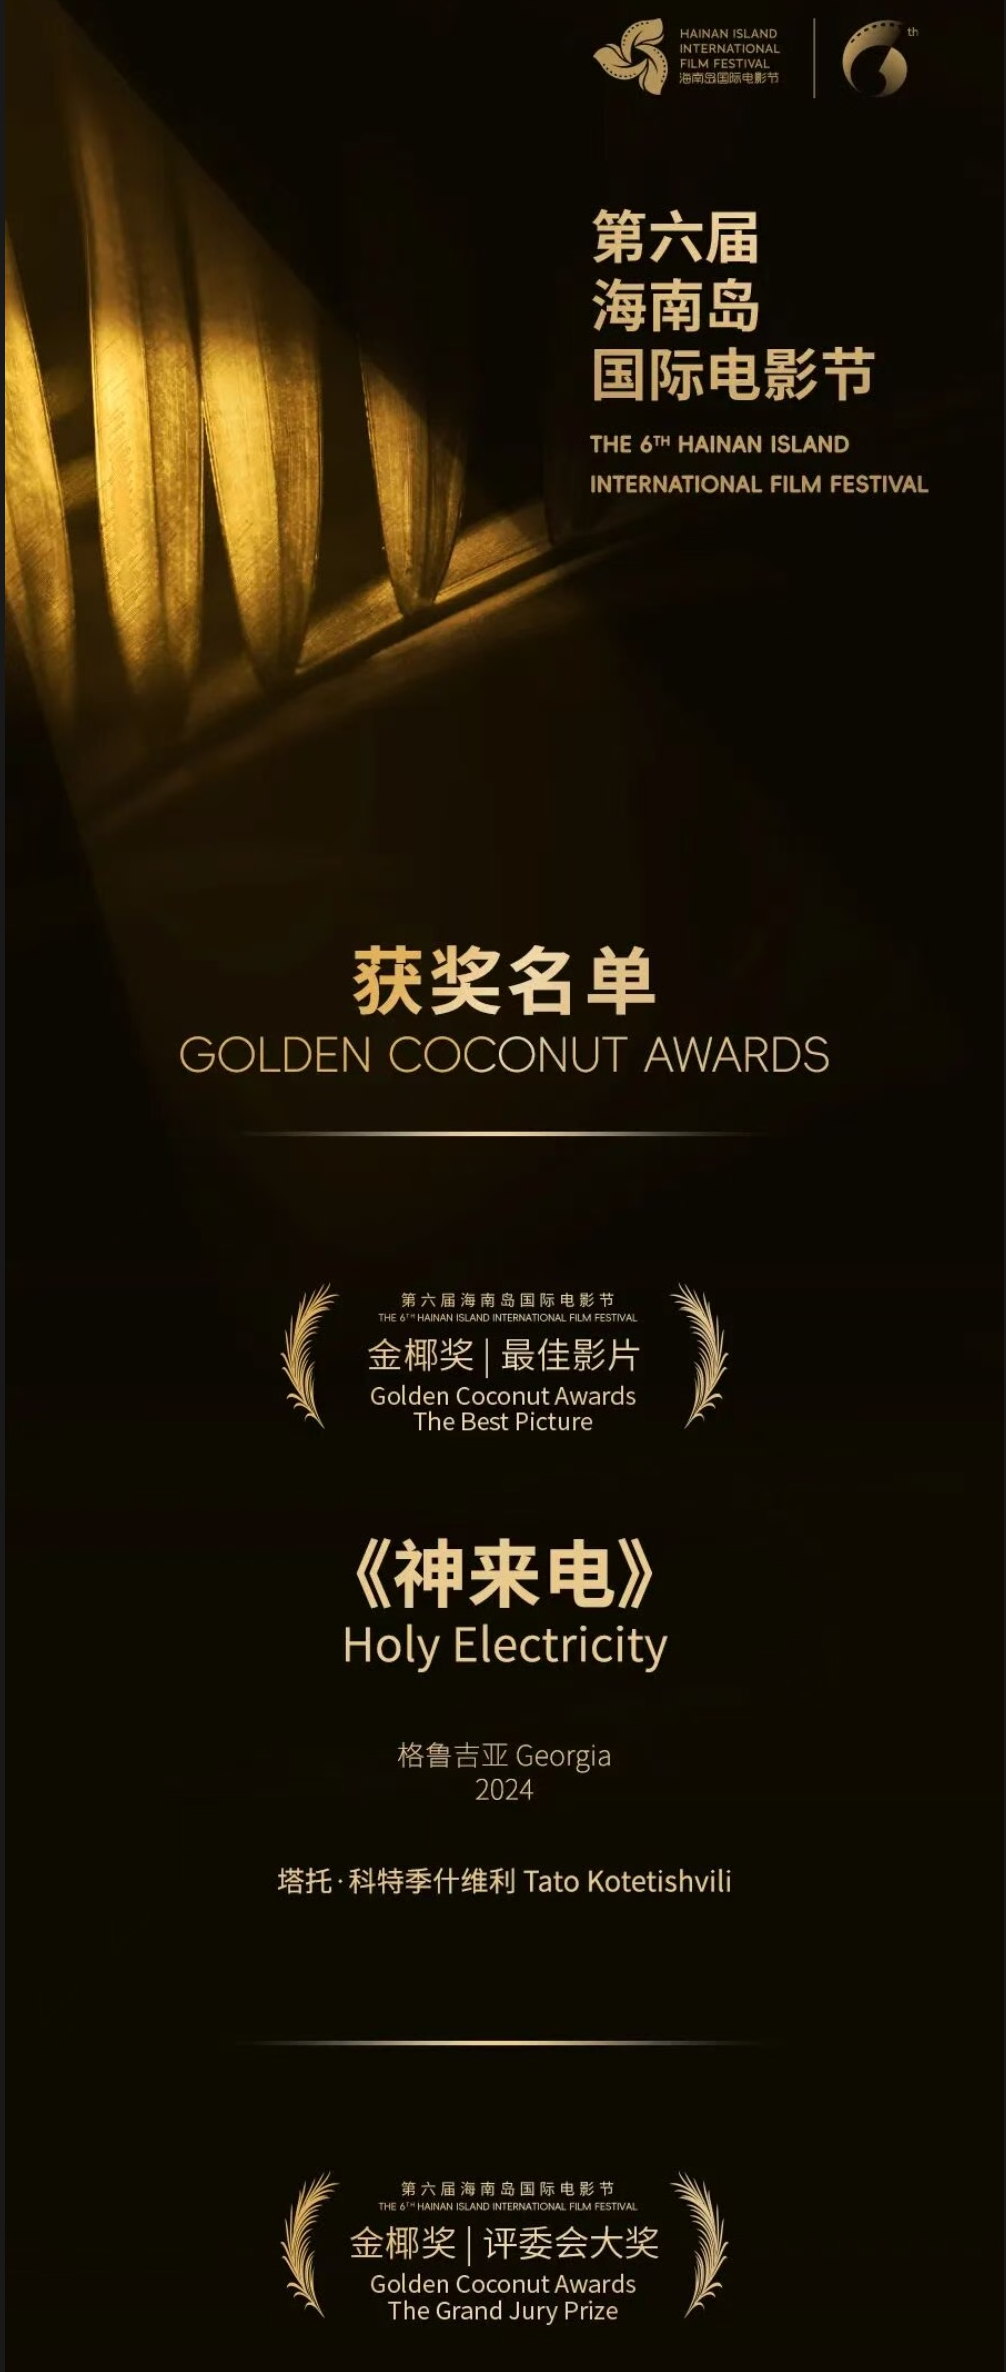 HAINAN ISLAND
INTERNATIONAL
FILM FESTIVAL
海南岛国际电影节
th
第六届
海南岛
国际电影节
THE 6TH HAINAN ISLAND
INTERNATIONAL FILM FESTIVAL
获奖名单
GOLDEN COCONUT AWARDS
第六届海南岛国际电影节
THE 6TH HAINAN ISLAND INTERNATIONAL FILM FESTIVAL
金椰奖 | 最佳影片
Golden Coconut Awards
The Best Picture
《神来电》
Holy Electricity
格鲁吉亚 Georgia
2024
塔托·科特季什维利 Tato Kotetishvili
第六届海南岛国际电影节
THE 6TH HAINAN ISLAND INTERNATIONAL FILM FESTIVAL
金椰奖 | 评委会大奖
Golden Coconut Awards
The Grand Jury Prize